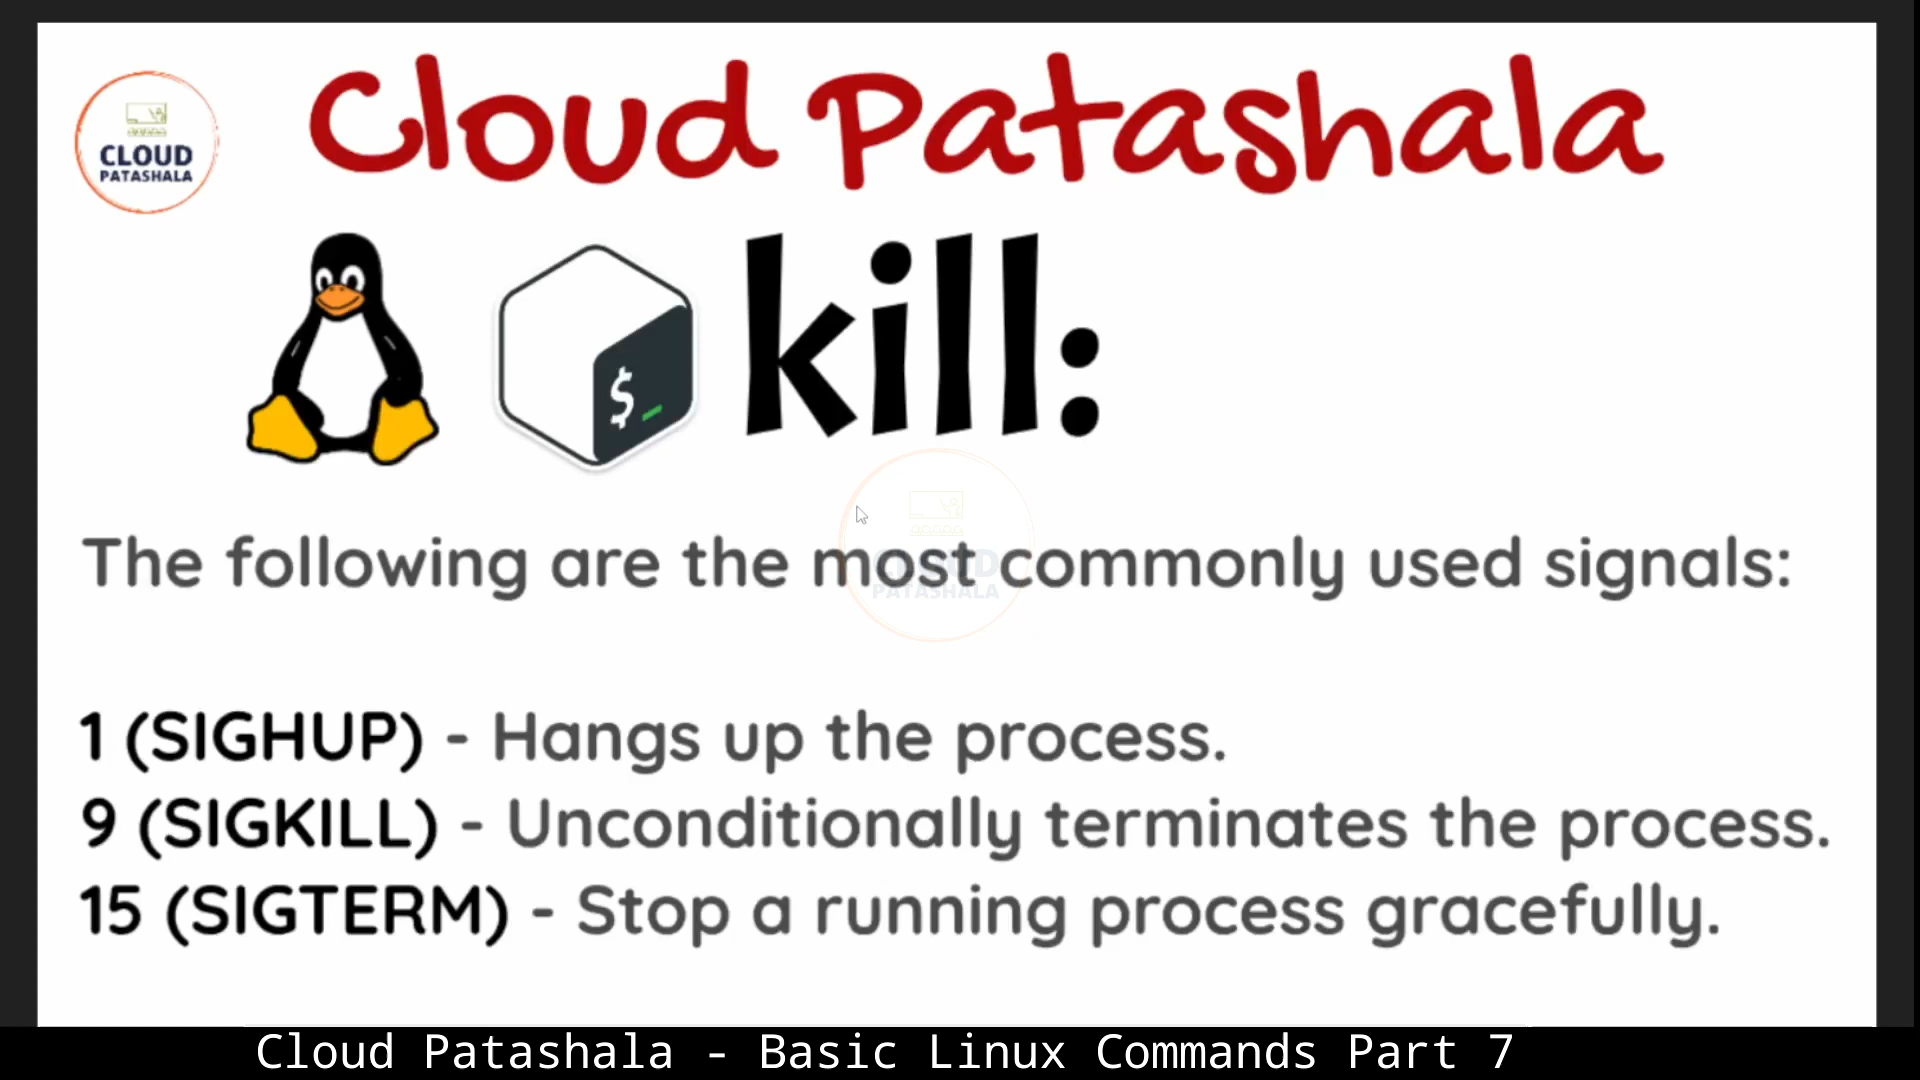 Cloud Patashala
CLOUD
PATASHALA
$_
kill:
The following are the most commonly used signals:
CLOUD
PATASHALA
1 (SIGHUP) - Hangs up the process.
9 (SIGKILL) - Unconditionally terminates the process.
15 (SIGTERM) - Stop a running process gracefully.
Cloud Patashala - Basic Linux Commands Part 7